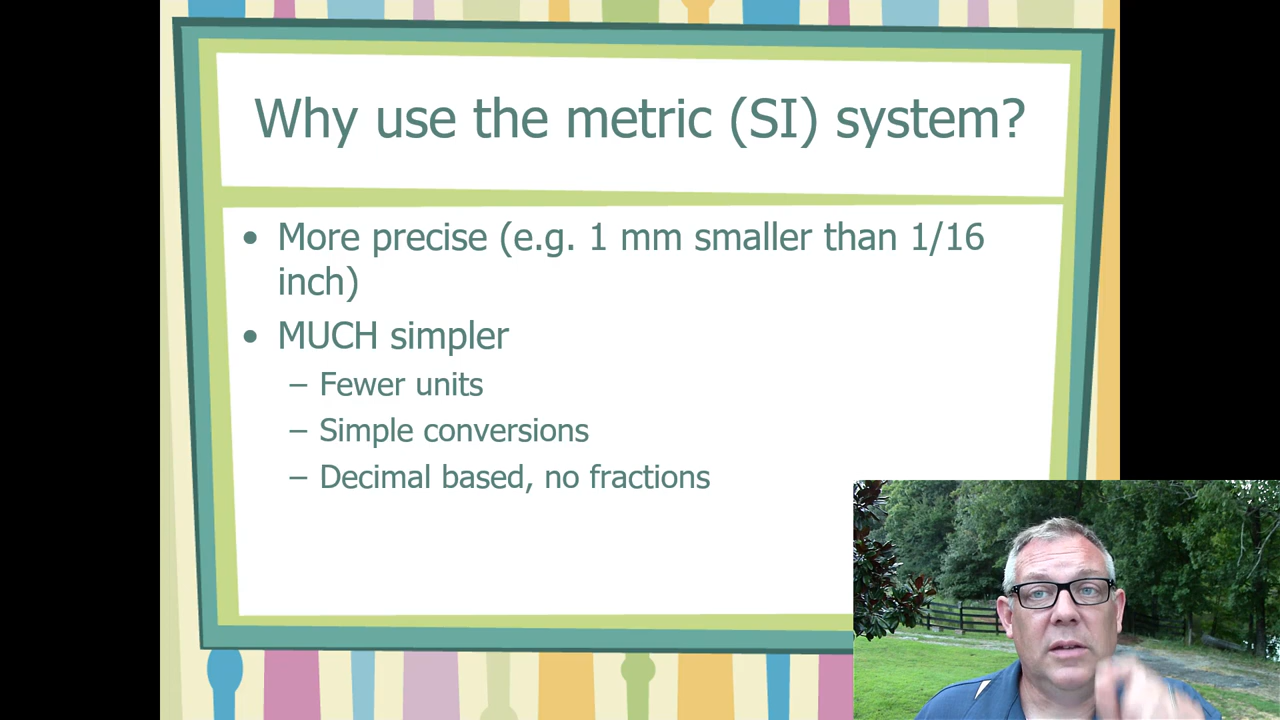 Why use the metric (SI) system?
• More precise (e.g. 1 mm smaller than 1/16
inch)
• MUCH simpler
– Fewer units
– Simple conversions
– Decimal based, no fractions